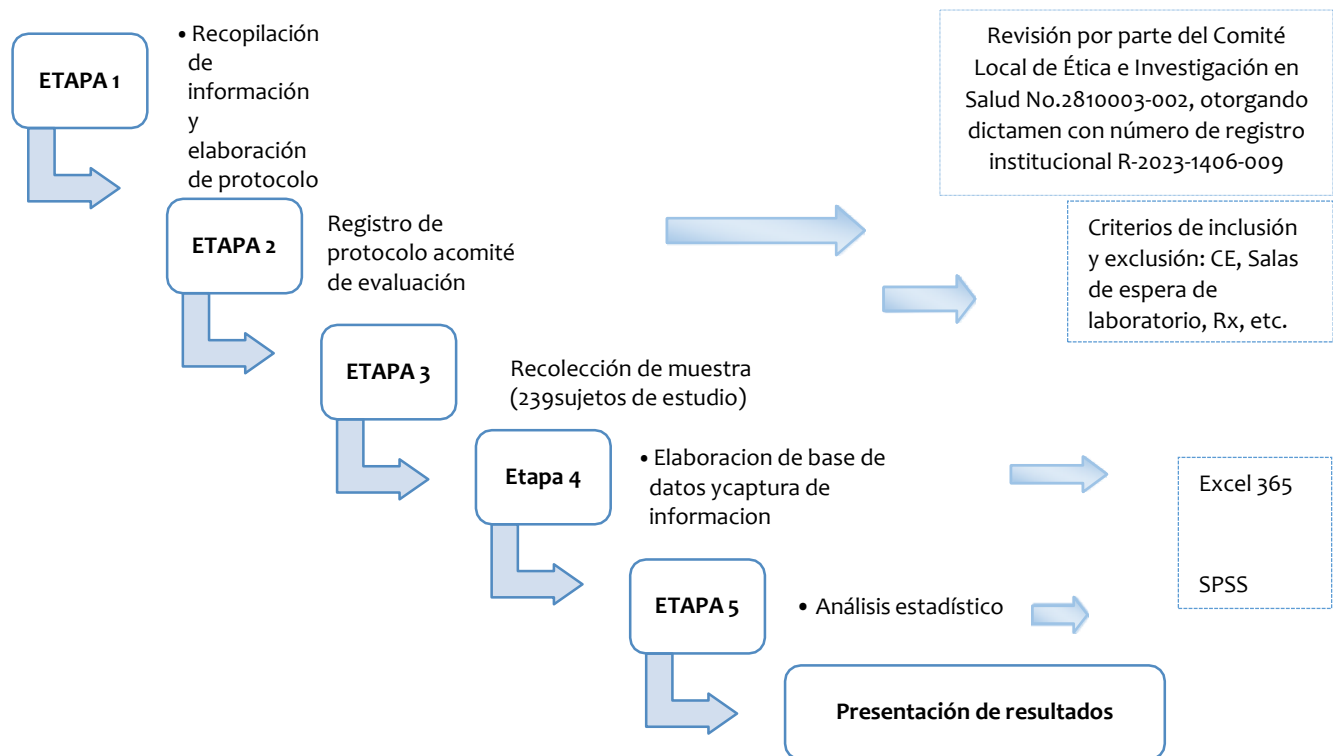 ETAPA 1
• Recopilación
de
información
y
elaboración
de protocolo
Revisión por parte del Comité
Local de Ética e Investigación en
Salud No.2810003-002, otorgando
dictamen con número de registro
institucional R-2023-1406-009
ETAPA 2
Registro de
protocolo acomité
de evaluación
Criterios de inclusión
y exclusión: CE, Salas
de espera de
laboratorio, Rx, etc.
ETAPA 3
Recolección de muestra
(239sujetos de estudio)
Etapa 4
• Elaboracion de base de
datos ycaptura de
informacion
Excel 365
SPSS
ETAPA 5
• Análisis estadístico
Presentación de resultados